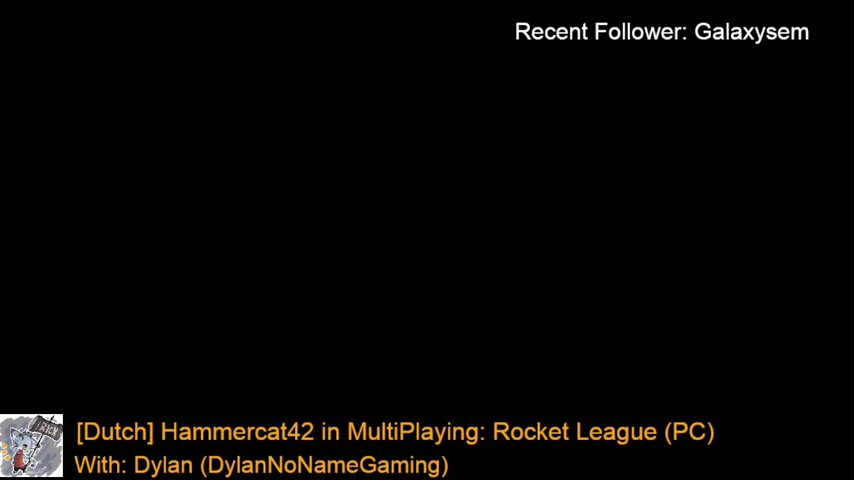 Recent Follower: Galaxysem
[Dutch] Hammercat42 in MultiPlaying: Rocket League (PC)
With: Dylan (DylanNoNameGaming)